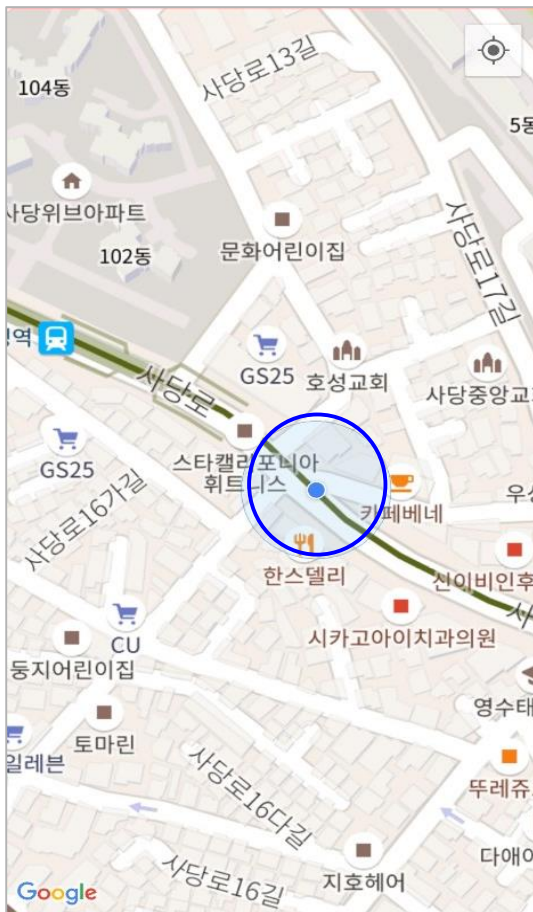 사당로13길
104동
5동
사당위브아파트
사당로17길
문화어린이집
102동
GS25
호성교회
사당로
사당중앙교
GS25
스타캘리포니아
휘트니스
카페베네
사당로16가길
한스델리
신이비인후
CU
시카고아이치과의원
둥지어린이집
영수태
토마린
일레븐
뚜레쥬
사당로16다길
다애
지호헤어
사당로16길
Google